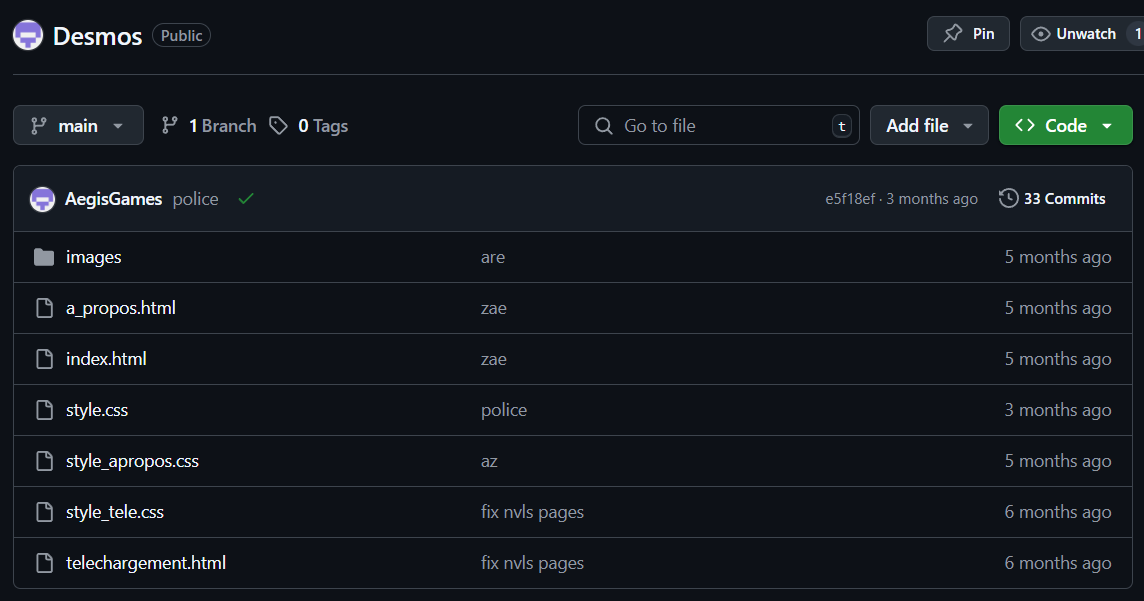 Desmos Public Pin Unwatch 1
main 1 Branch 0 Tags Go to file t Add file Code
AegisGames police e5f18ef · 3 months ago 33 Commits
images are 5 months ago
a_propos.html zae 5 months ago
index.html zae 5 months ago
style.css police 3 months ago
style_apropos.css az 5 months ago
style_tele.css fix nvls pages 6 months ago
telechargement.html fix nvls pages 6 months ago